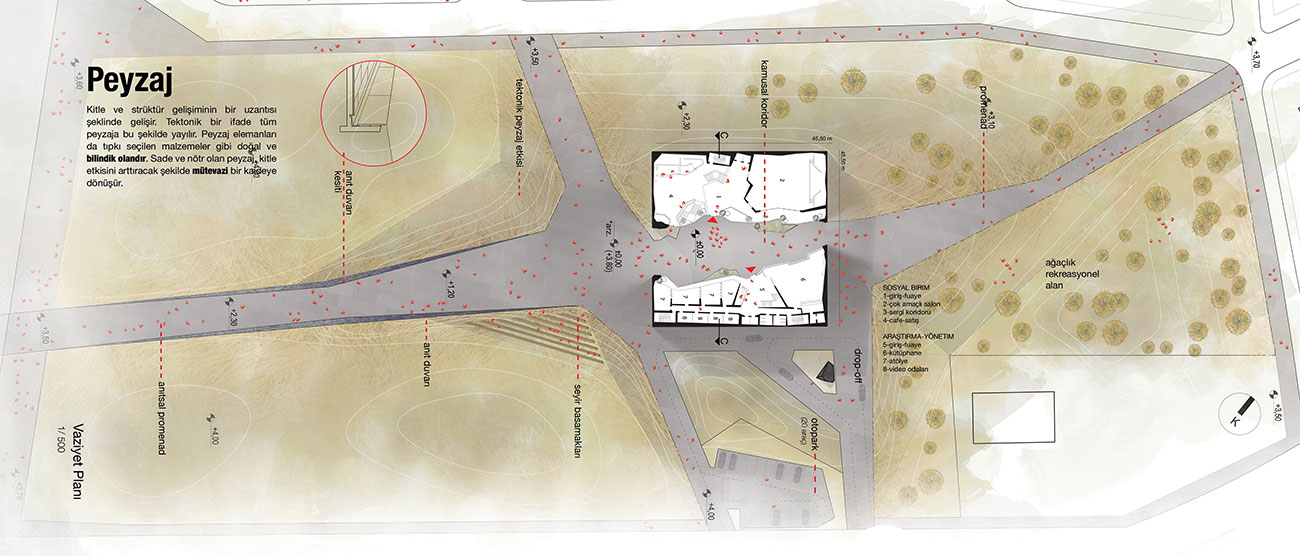 Peyzaj
Kitle ve strüktür gelişiminin bir uzantısı
şeklinde gelişir. Tektonik bir ifade tüm
peyzaja bu şekilde yayılır. Peyzaj elemanları
da tıpkı seçilen malzemeler gibi doğal ve
bilindik olandır. Sade ve nötr olan peyzaj, kitle
etkisini arttıracak şekilde mütevazi bir kaideye
dönüşür.
+3,60
anıt duvarı
kesiti
tektonik peyzaj etkisi
+3,50
+2,30
kamusal koridor
C
45,50 m
45,50 m
promenad
+3,10
+3,70
*arz.
±0,00
(+3.80)
±0,00
+1,20
+2,30
+3,50
ağaçlık
rekreasyonel
alan
SOSYAL BİRİM
1-giriş-fuaye
2-çok amaçlı salon
3-sergi koridoru
4-cafe-satış
ARAŞTIRMA-YÖNETİM
5-giriş-fuaye
6-kütüphane
7-atölye
8-video odaları
C
drop-off
anıt duvarı
anıtsal promenad
seyir basamakları
otopark
(20 araç)
+4,00
+4,00
+3,50
+3,70
K
Vaziyet Planı
1/ 500